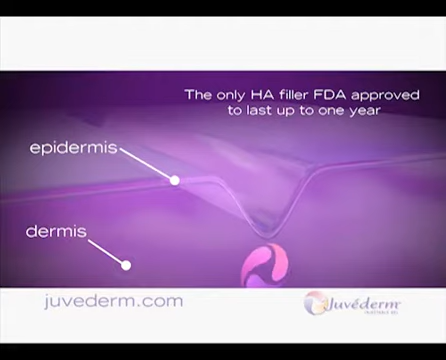 The only HA filler FDA approved
to last up to one year
epidermis
dermis
juvederm.com
Juvéderm